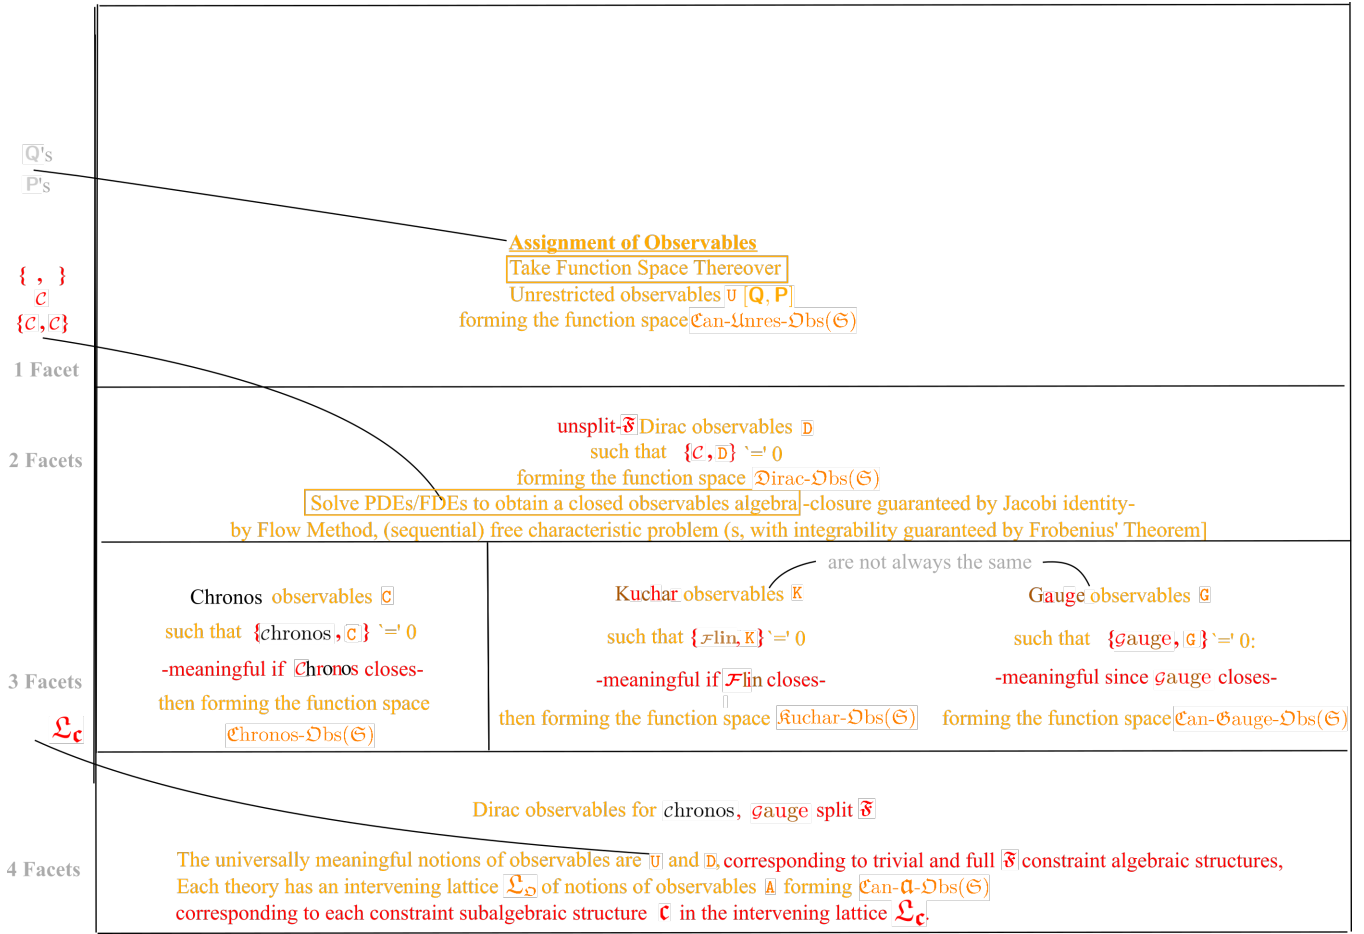 Q's
P's
Assignment of Observables
Take Function Space Thereover
{ , }
C
Unrestricted observables U [Q, P]
{C, C}
forming the function space Can-Unres-Obs(S)
1 Facet
unsplit-F Dirac observables D
such that {C, D} `=' 0
2 Facets
forming the function space Dirac-Obs(S)
Solve PDEs/FDEs to obtain a closed observables algebra -closure guaranteed by Jacobi identity-
by Flow Method, (sequential) free characteristic problem (s, with integrability guaranteed by Frobenius' Theorem]
are not always the same
Chronos observables C
such that {Chronos, C} `=' 0
-meaningful if Chronos closes-
then forming the function space
Chronos-Obs(S)
Kuchar observables K
such that {Flin, K} `=' 0
-meaningful if Flin closes-
then forming the function space Kuchar-Obs(S)
Gauge observables G
such that {Gauge, G} `=' 0:
-meaningful since Gauge closes-
forming the function space Can-Gauge-Obs(S)
3 Facets
𝔏𝔠
Dirac observables for Chronos, Gauge split F
4 Facets
The universally meaningful notions of observables are U and D, corresponding to trivial and full F constraint algebraic structures,
Each theory has an intervening lattice 𝔏𝔒 of notions of observables A forming Can-A-Obs(S)
corresponding to each constraint subalgebraic structure 𝔠 in the intervening lattice 𝔏𝔠.